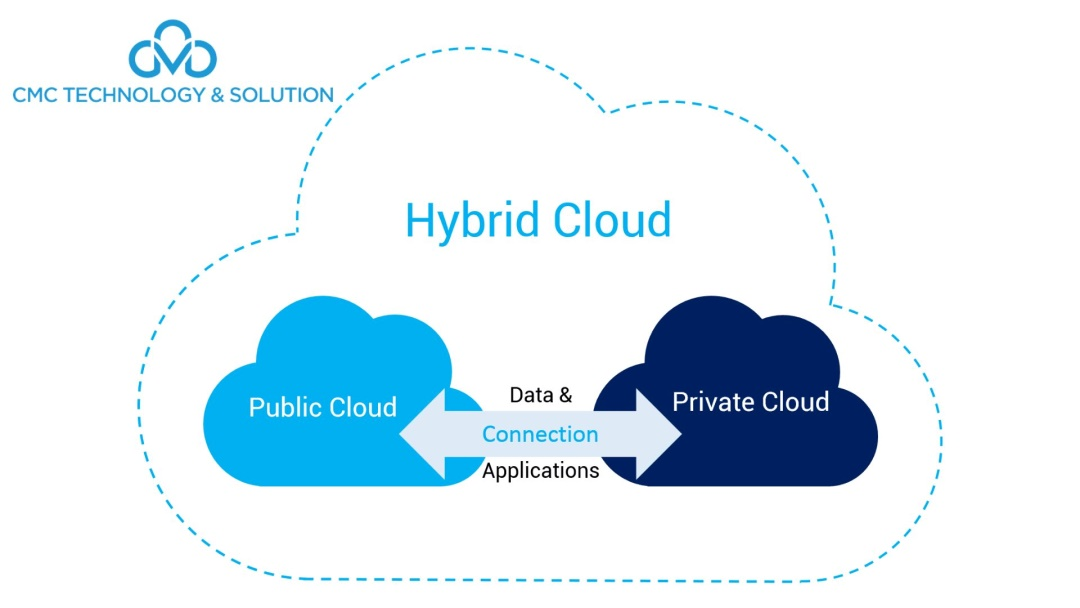 CMC TECHNOLOGY & SOLUTION
Hybrid Cloud
Public Cloud
Data &
Connection
Applications
Private Cloud